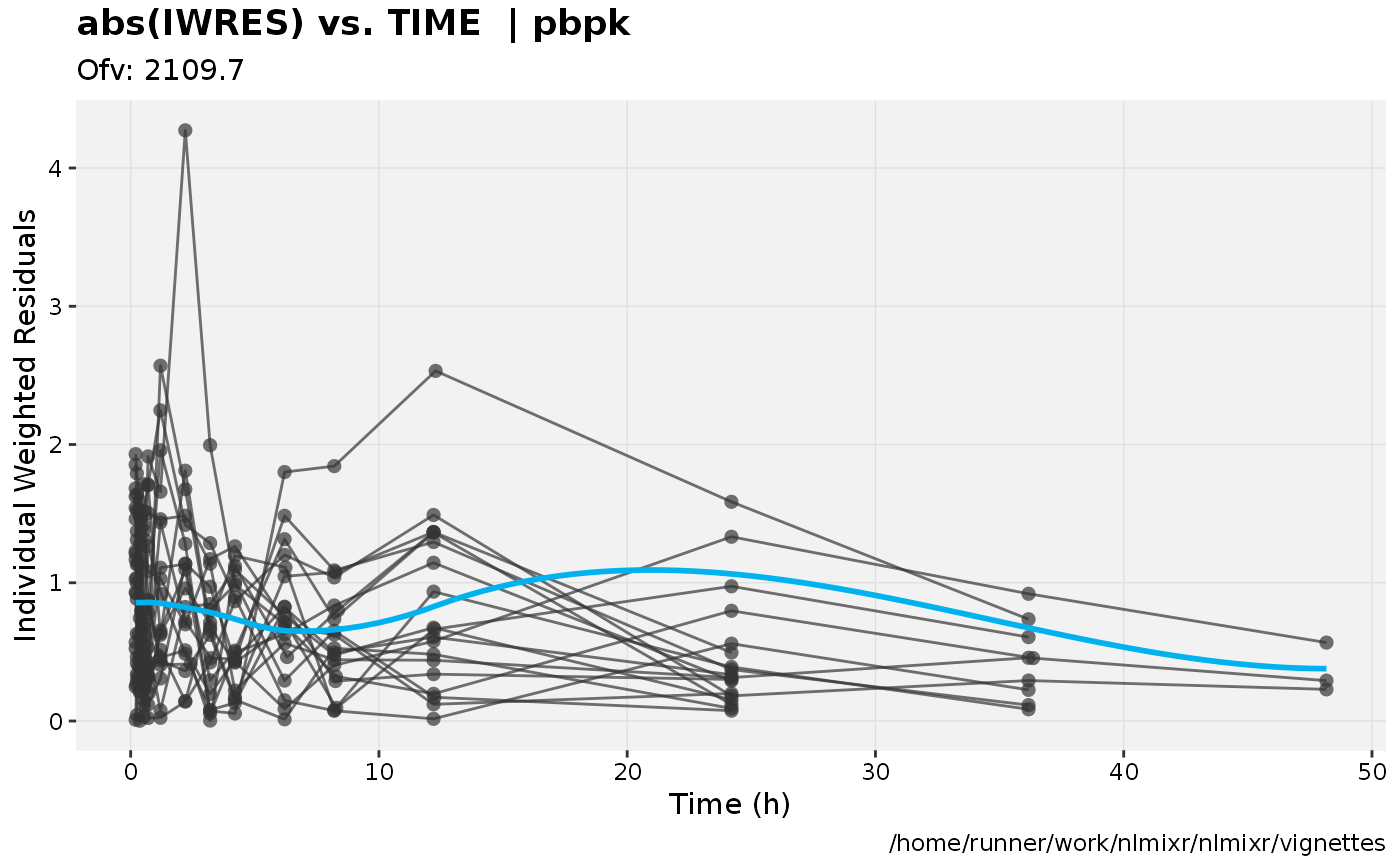 abs(IWRES) vs. TIME | pbpk
Ofv: 2109.7
Individual Weighted Residuals
4
3
2
1
0
0 10 20 30 40 50
Time (h)
/home/runner/work/nlmixr/nlmixr/vignettes